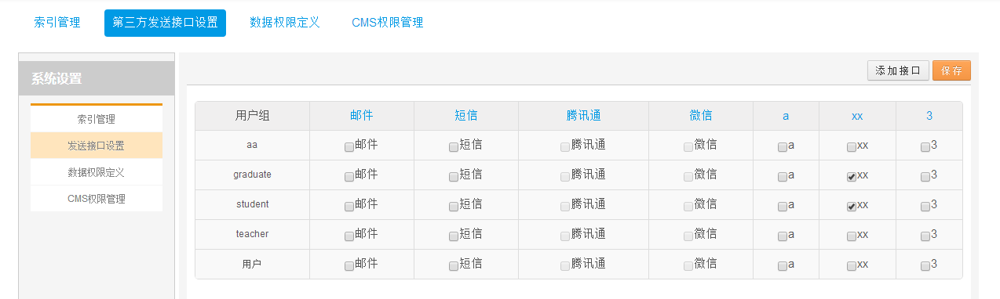 索引管理 第三方发送接口设置 数据权限定义 CMS权限管理
系统设置
索引管理
发送接口设置
数据权限定义
CMS权限管理
添加接口 保存
用户组 邮件 短信 腾讯通 微信 a xx 3
aa 邮件 短信 腾讯通 微信 a xx 3
graduate 邮件 短信 腾讯通 微信 a xx 3
student 邮件 短信 腾讯通 微信 a xx 3
teacher 邮件 短信 腾讯通 微信 a xx 3
用户 邮件 短信 腾讯通 微信 a xx 3